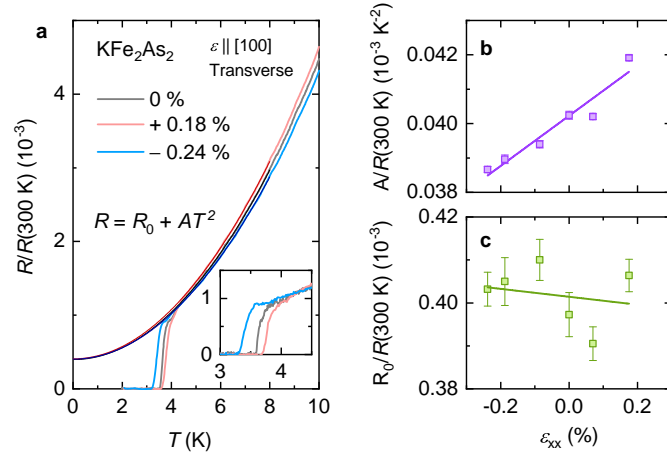 a
KFe₂As₂
ε || [100]
Transverse
0 %
+ 0.18 %
– 0.24 %
R = R₀ + AT²
R/R(300 K) (10⁻³)
4
2
0
0 2 4 6 8 10
T (K)
1
0
3 4
b
A/R(300 K) (10⁻³ K⁻²)
0.042
0.040
0.038
c
R₀/R(300 K) (10⁻³)
0.42
0.40
0.38
-0.2 0.0 0.2
εxx (%)